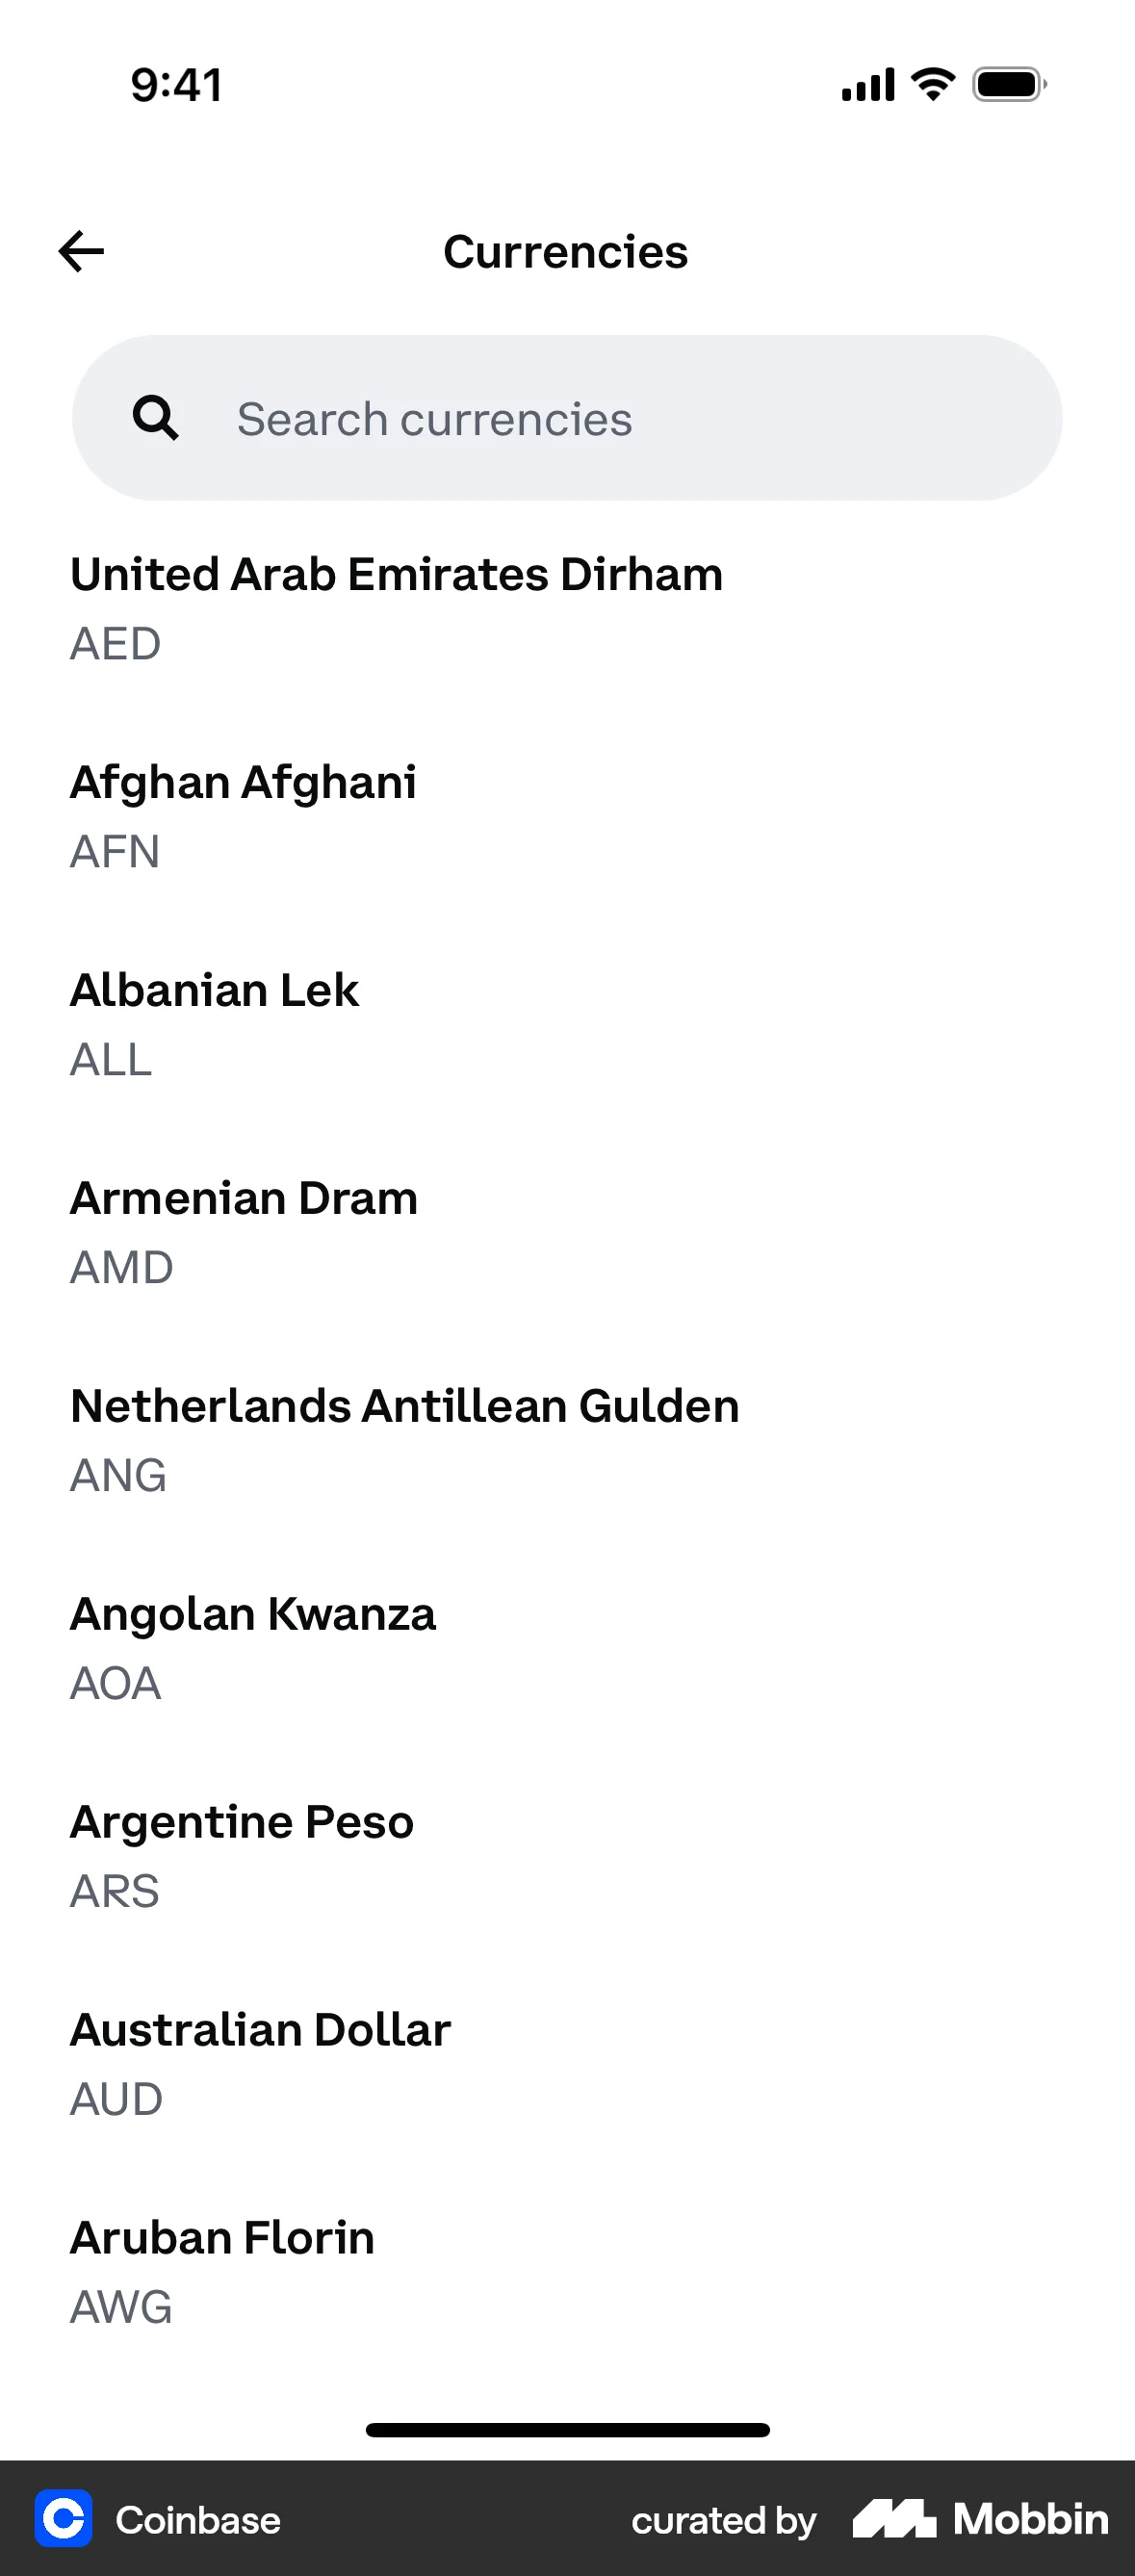 9:41
Currencies
Search currencies
United Arab Emirates Dirham
AED
Afghan Afghani
AFN
Albanian Lek
ALL
Armenian Dram
AMD
Netherlands Antillean Gulden
ANG
Angolan Kwanza
AOA
Argentine Peso
ARS
Australian Dollar
AUD
Aruban Florin
AWG
Coinbase curated by Mobbin